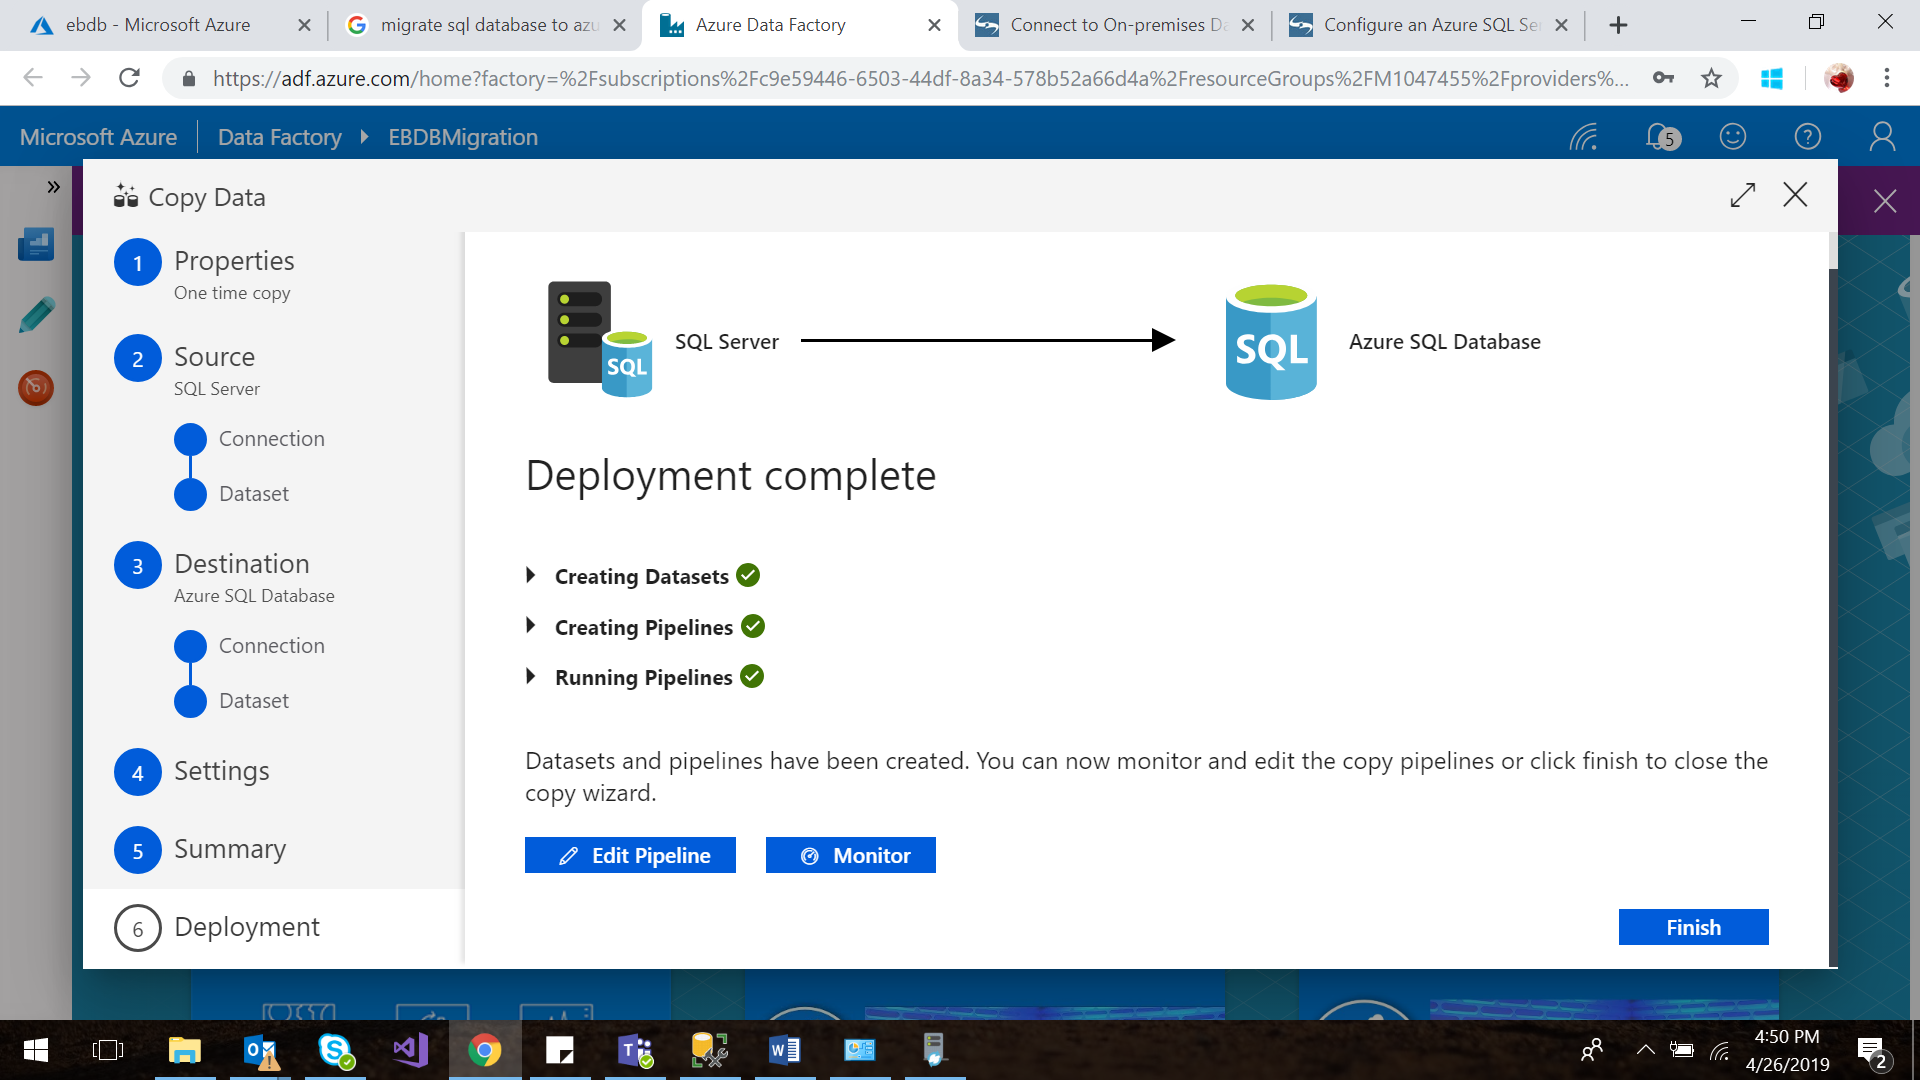 ebdb - Microsoft Azure
migrate sql database to azu
Azure Data Factory
Connect to On-premises Da
Configure an Azure SQL Ser
https://adf.azure.com/home?factory=%2Fsubscriptions%2Fc9e59446-6503-44df-8a34-578b52a66d4a%2FresourceGroups%2FM1047455%2Fproviders%...
Microsoft Azure
Data Factory
EBDBMigration
5
Copy Data
1 Properties
One time copy
2 Source
SQL Server
Connection
Dataset
3 Destination
Azure SQL Database
Connection
Dataset
4 Settings
5 Summary
6 Deployment
SQL
SQL Server
SQL
Azure SQL Database
Deployment complete
Creating Datasets
Creating Pipelines
Running Pipelines
Datasets and pipelines have been created. You can now monitor and edit the copy pipelines or click finish to close the
copy wizard.
Edit Pipeline
Monitor
Finish
4:50 PM
4/26/2019
2